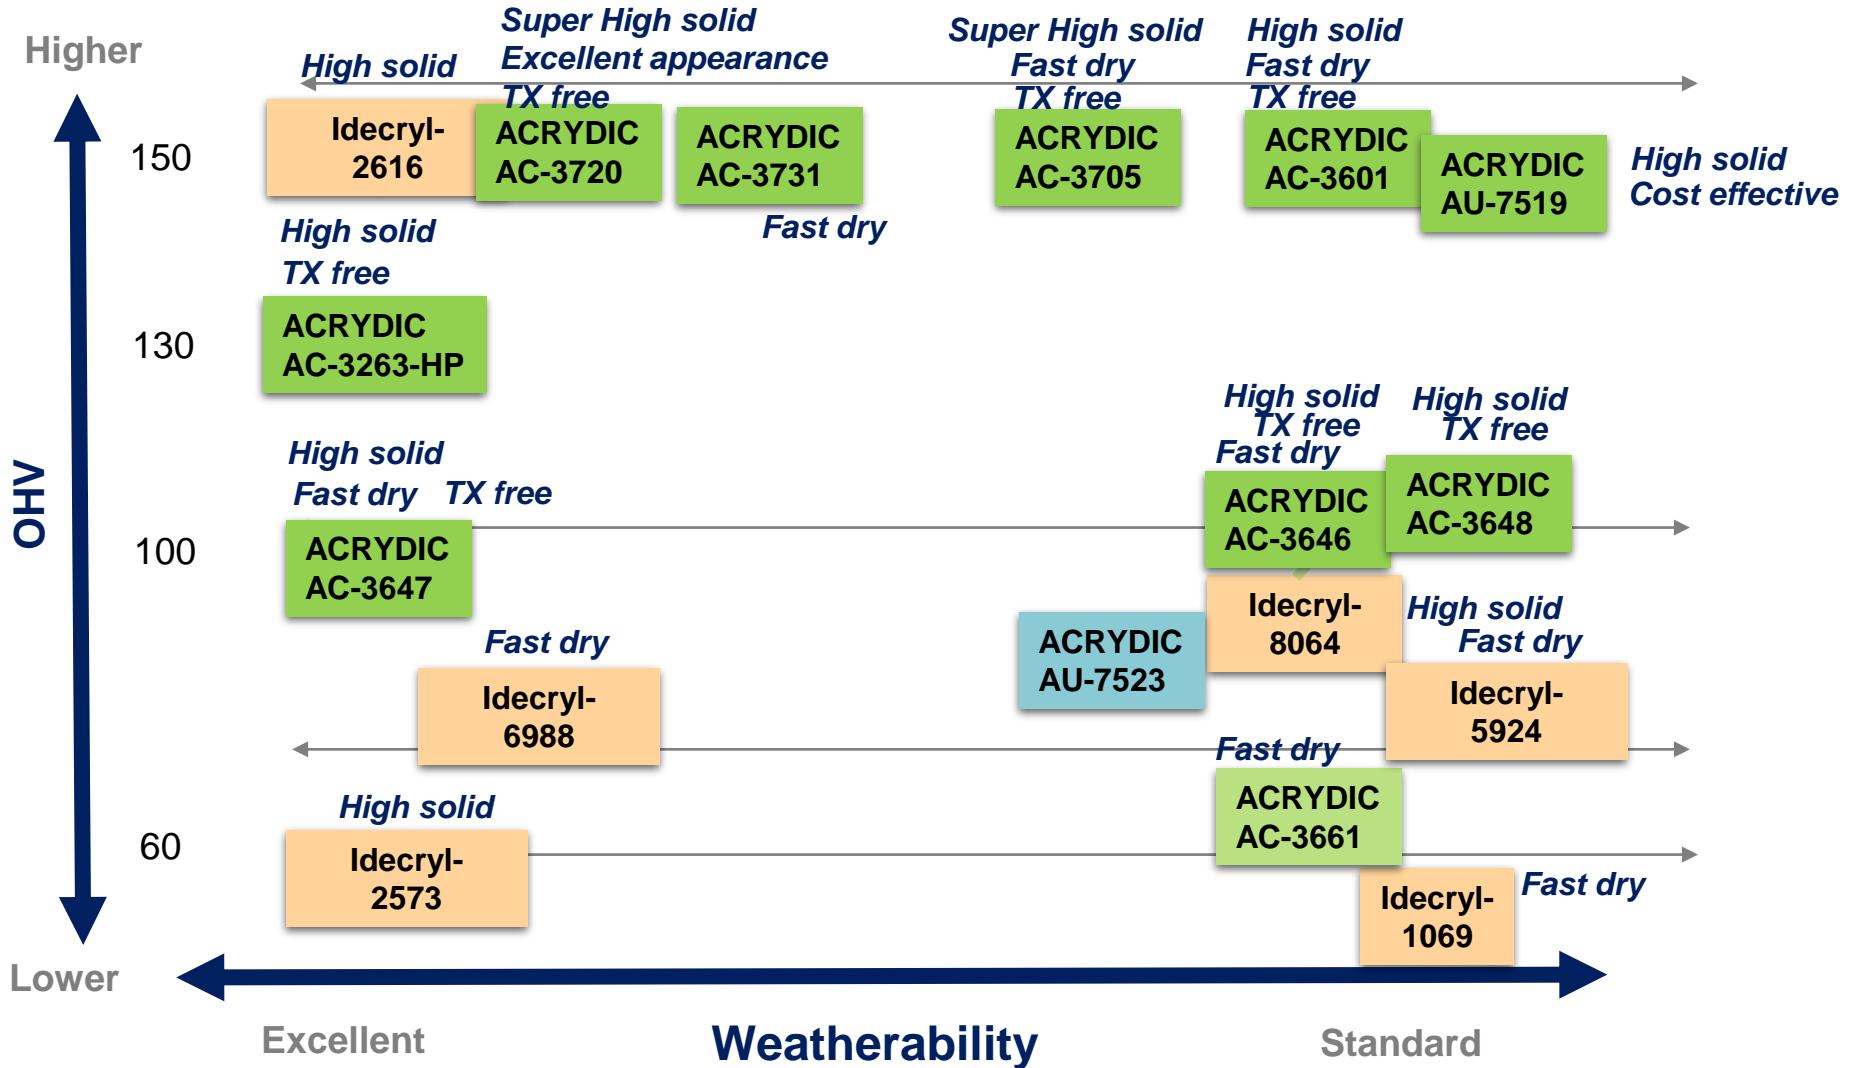 Higher
High solid
Super High solid
Excellent appearance
TX free
Super High solid
Fast dry
TX free
High solid
Fast dry
TX free
150
Idecryl-
2616
ACRYDIC
AC-3720
ACRYDIC
AC-3731
Fast dry
ACRYDIC
AC-3705
ACRYDIC
AC-3601
ACRYDIC
AU-7519
High solid
Cost effective
High solid
TX free
130
ACRYDIC
AC-3263-HP
OHV
High solid
Fast dry TX free
100
ACRYDIC
AC-3647
High solid
TX free
Fast dry
ACRYDIC
AC-3646
High solid
TX free
ACRYDIC
AC-3648
Fast dry
Idecryl-
6988
ACRYDIC
AU-7523
Idecryl-
8064
High solid
Fast dry
Idecryl-
5924
60
High solid
Idecryl-
2573
Fast dry
ACRYDIC
AC-3661
Idecryl-
1069
Fast dry
Lower
Excellent
Weatherability
Standard